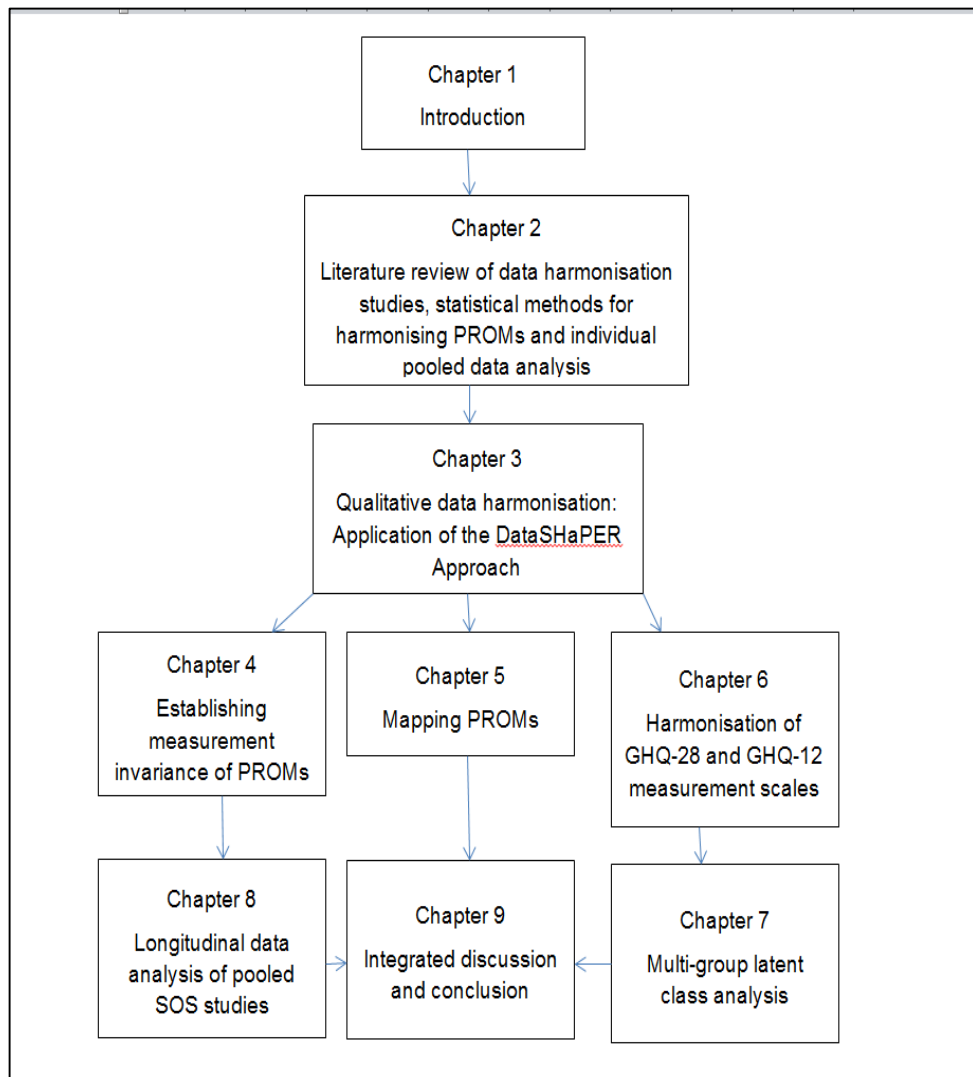 Chapter 1
Introduction
Chapter 2
Literature review of data harmonisation
studies, statistical methods for
harmonising PROMs and individual
pooled data analysis
Chapter 3
Qualitative data harmonisation:
Application of the DataSHaPER
Approach
Chapter 4
Establishing
measurement
invariance of PROMs
Chapter 5
Mapping PROMs
Chapter 6
Harmonisation of
GHQ-28 and GHQ-12
measurement scales
Chapter 8
Longitudinal data
analysis of pooled
SOS studies
Chapter 9
Integrated discussion
and conclusion
Chapter 7
Multi-group latent
class analysis